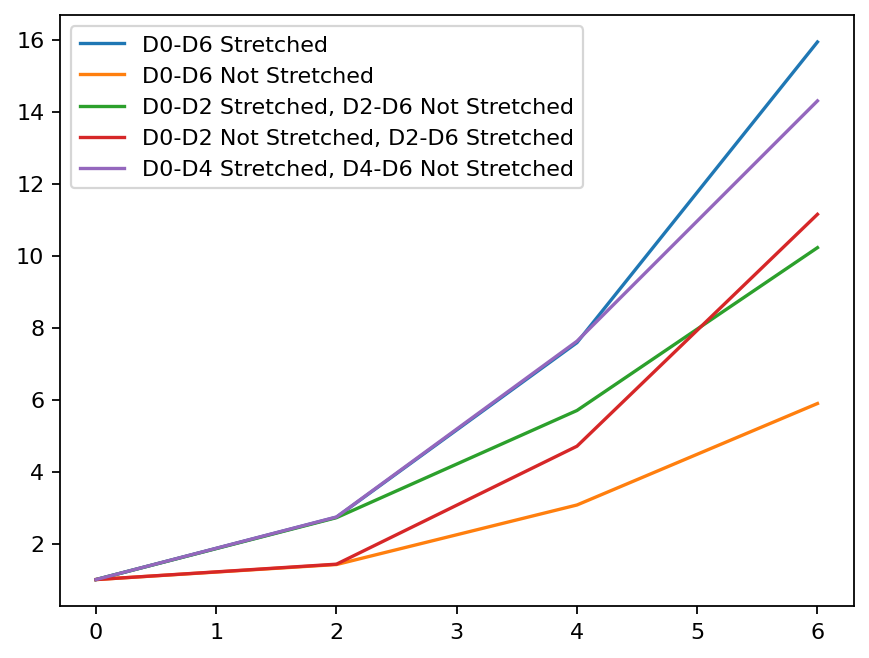 16
14
12
10
8
6
4
2
D0-D6 Stretched
D0-D6 Not Stretched
D0-D2 Stretched, D2-D6 Not Stretched
D0-D2 Not Stretched, D2-D6 Stretched
D0-D4 Stretched, D4-D6 Not Stretched
0 1 2 3 4 5 6